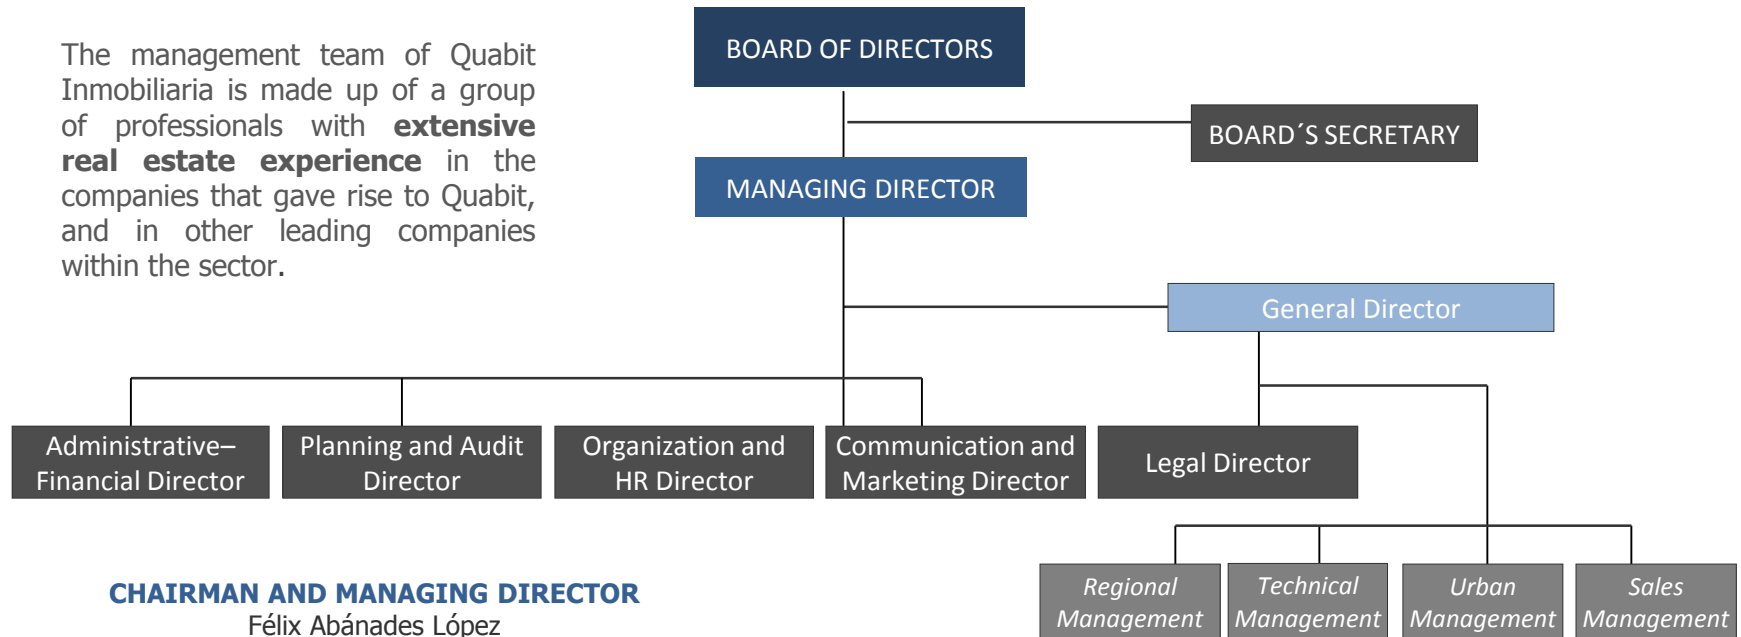 The management team of Quabit
Inmobiliaria is made up of a group
of professionals with extensive
real estate experience in the
companies that gave rise to Quabit,
and in other leading companies
within the sector.
BOARD OF DIRECTORS
BOARD´S SECRETARY
MANAGING DIRECTOR
General Director
Administrative–
Financial Director
Planning and Audit
Director
Organization and
HR Director
Communication and
Marketing Director
Legal Director
Regional
Management
Technical
Management
Urban
Management
Sales
Management
CHAIRMAN AND MANAGING DIRECTOR
Félix Abánades López